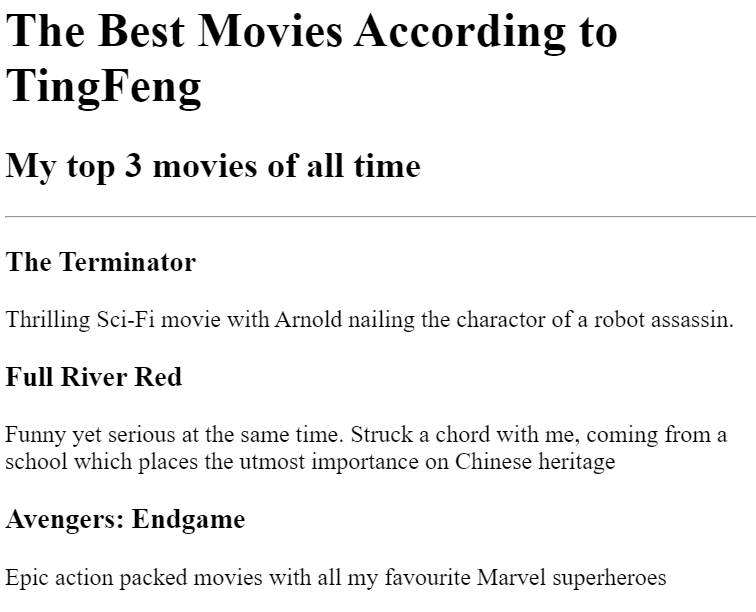 The Best Movies According to
TingFeng
My top 3 movies of all time
The Terminator
Thrilling Sci-Fi movie with Arnold nailing the charactor of a robot assassin.
Full River Red
Funny yet serious at the same time. Struck a chord with me, coming from a
school which places the utmost importance on Chinese heritage
Avengers: Endgame
Epic action packed movies with all my favourite Marvel superheroes